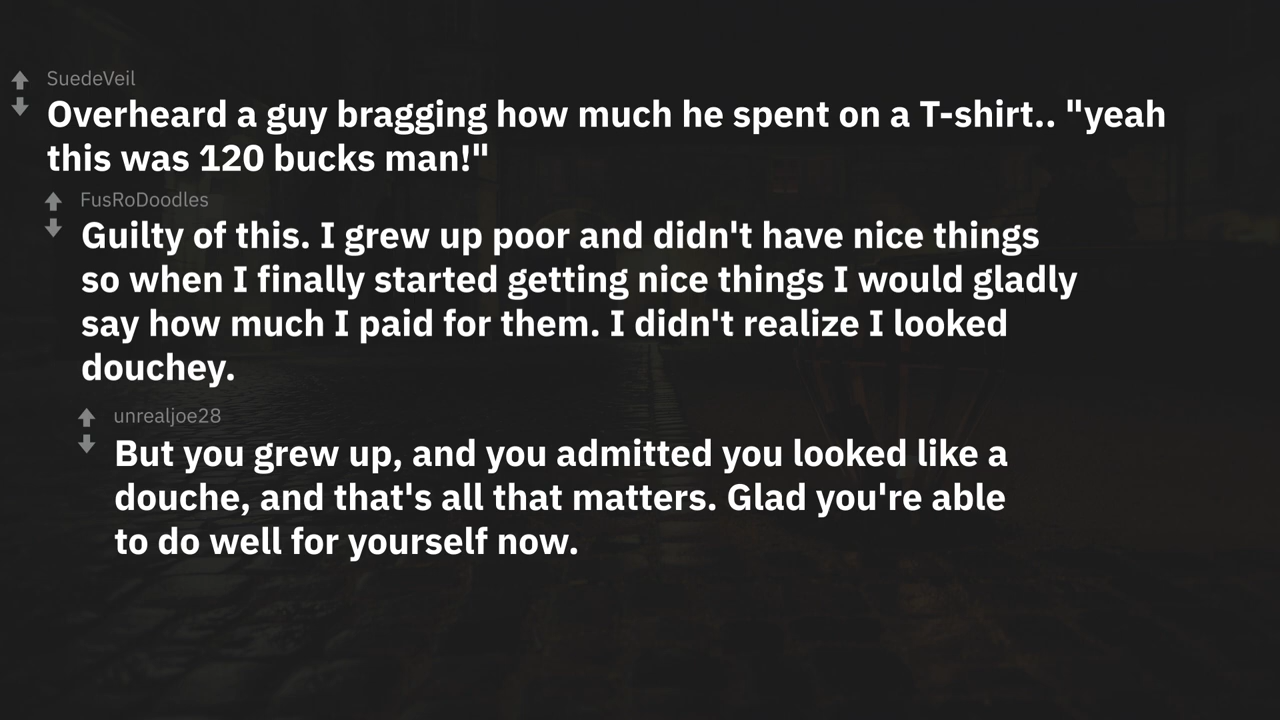 SuedeVeil
Overheard a guy bragging how much he spent on a T-shirt.. "yeah
this was 120 bucks man!"
FusRoDoodles
Guilty of this. I grew up poor and didn't have nice things
so when I finally started getting nice things I would gladly
say how much I paid for them. I didn't realize I looked
douchey.
unrealjoe28
But you grew up, and you admitted you looked like a
douche, and that's all that matters. Glad you're able
to do well for yourself now.